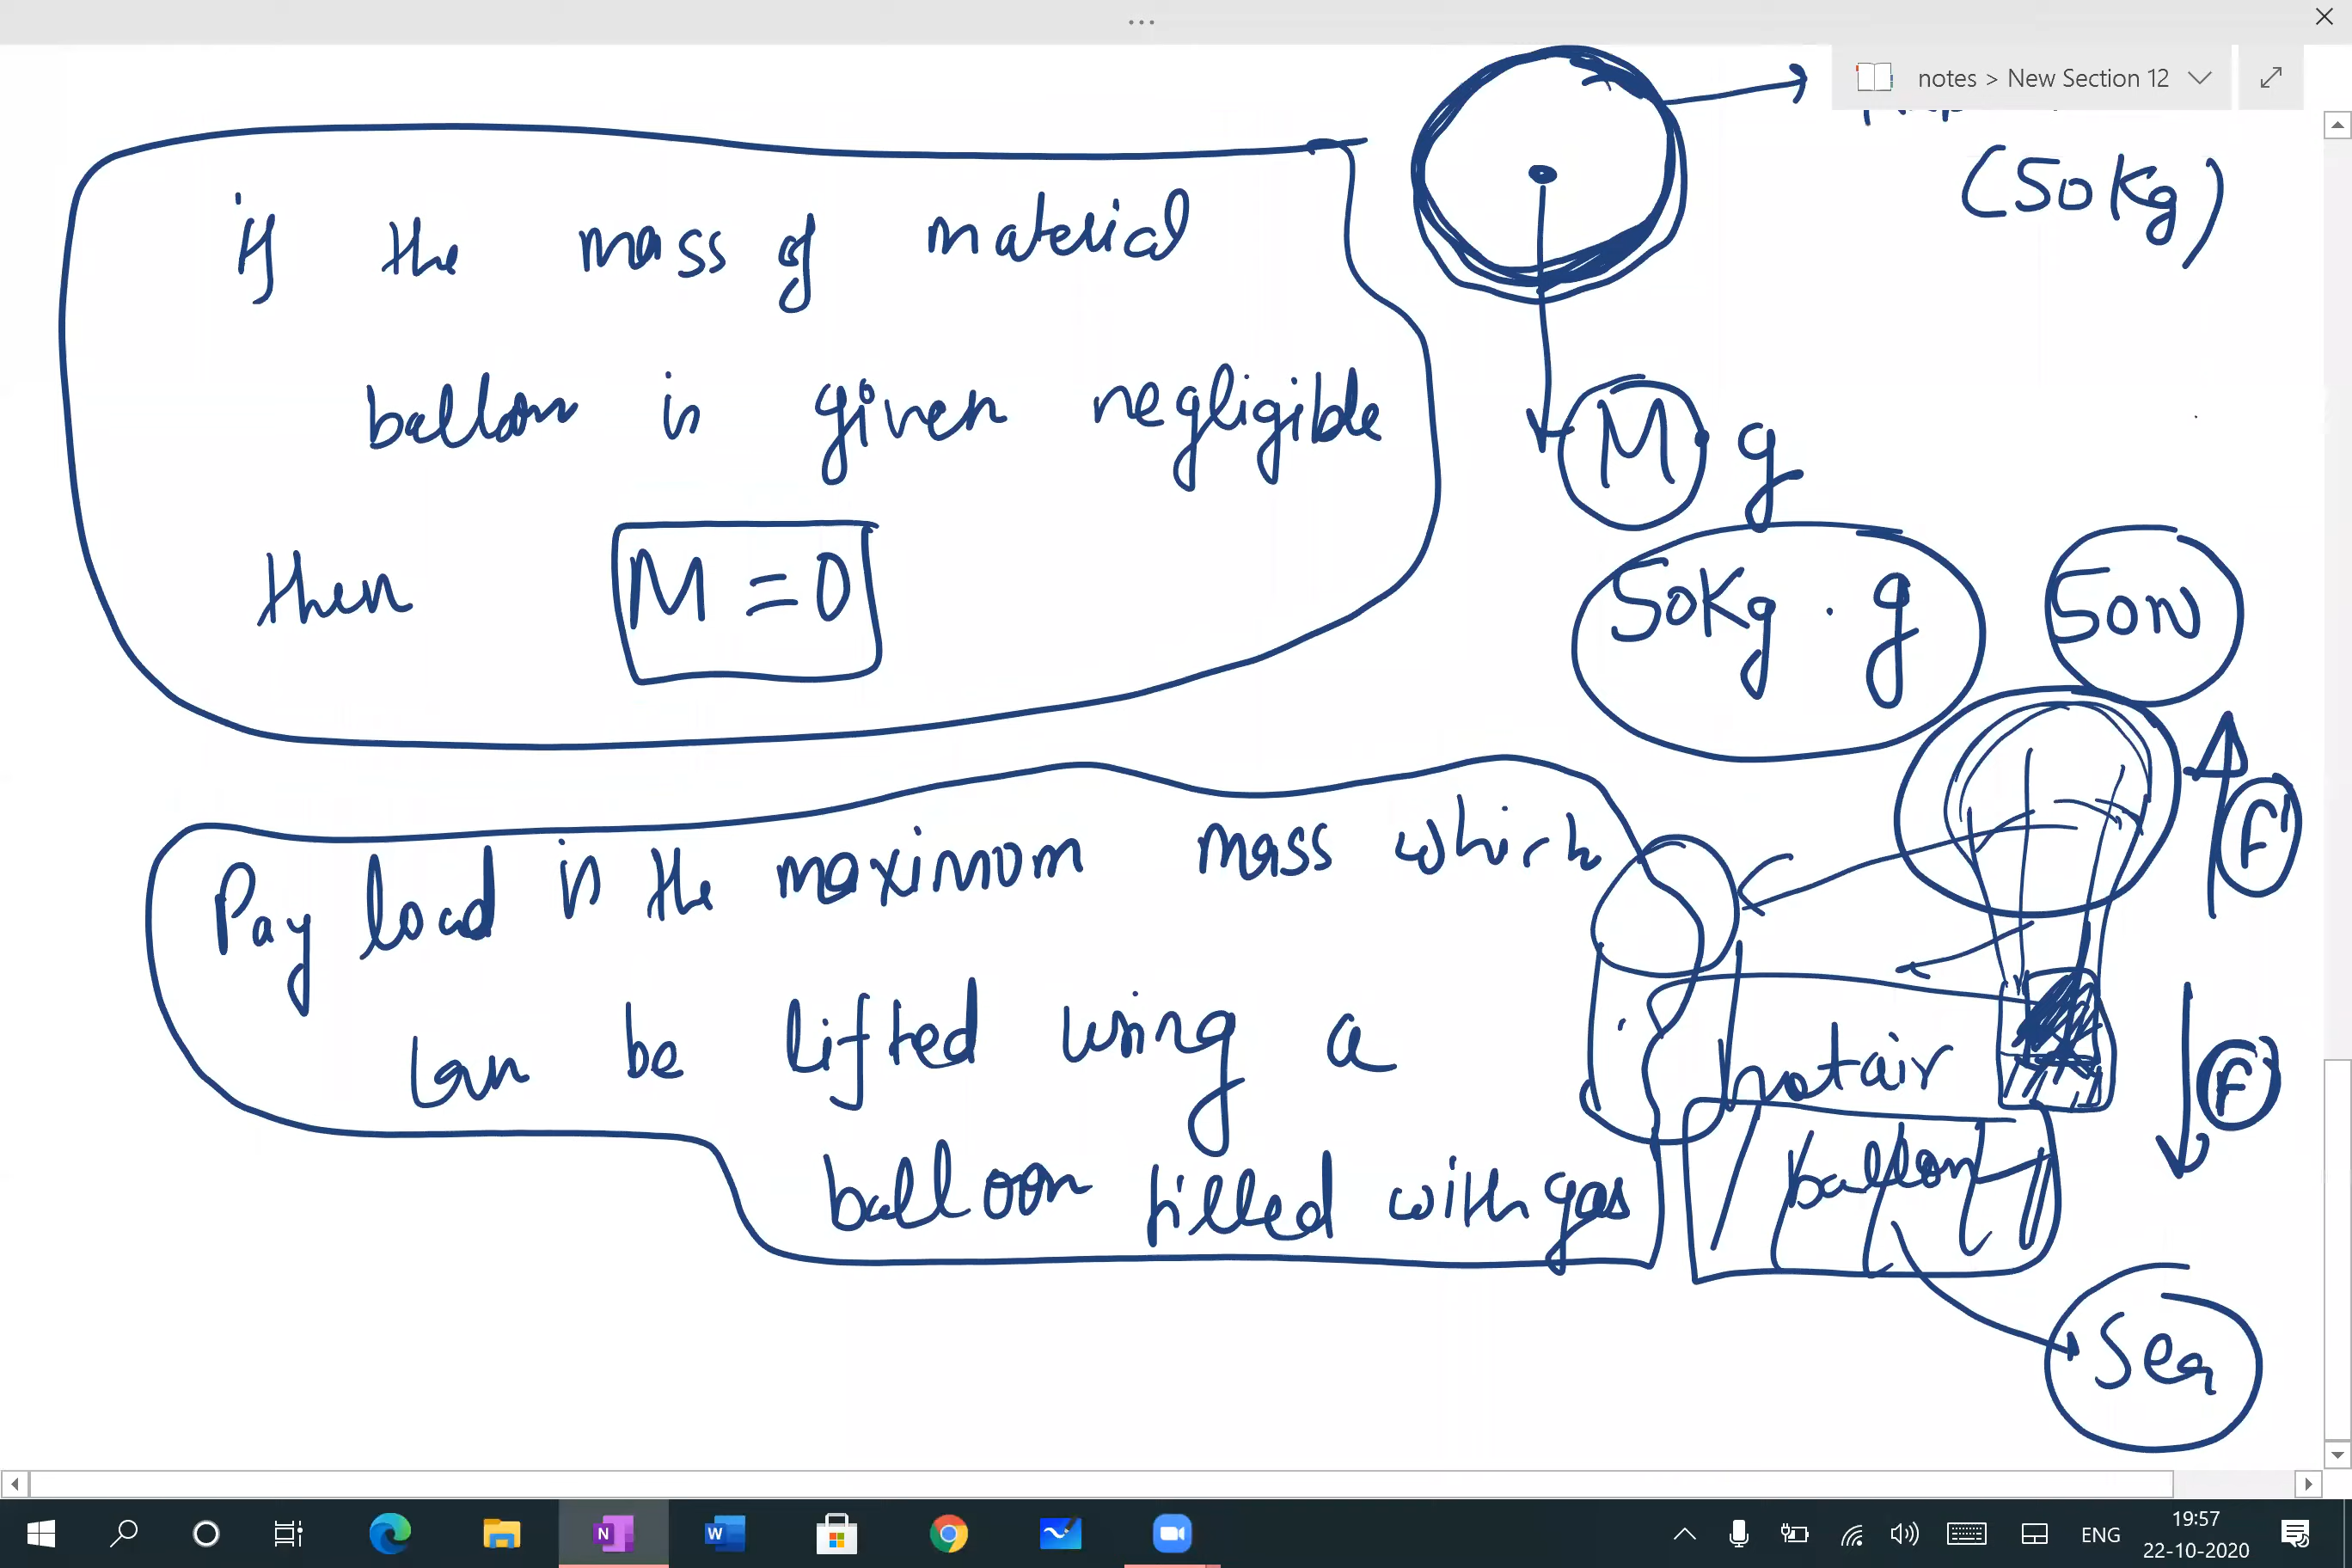 ...
notes > New Section 12
(50Kg)
if the mass of material
balloon is given negligible
then M = 0
M . g
50Kg . g
50N
F
Pay load is the maximum mass which
can be lifted using a
balloon filled with gas
hot air
balloon
F
Sea
N
W
ENG
19:57
22-10-2020